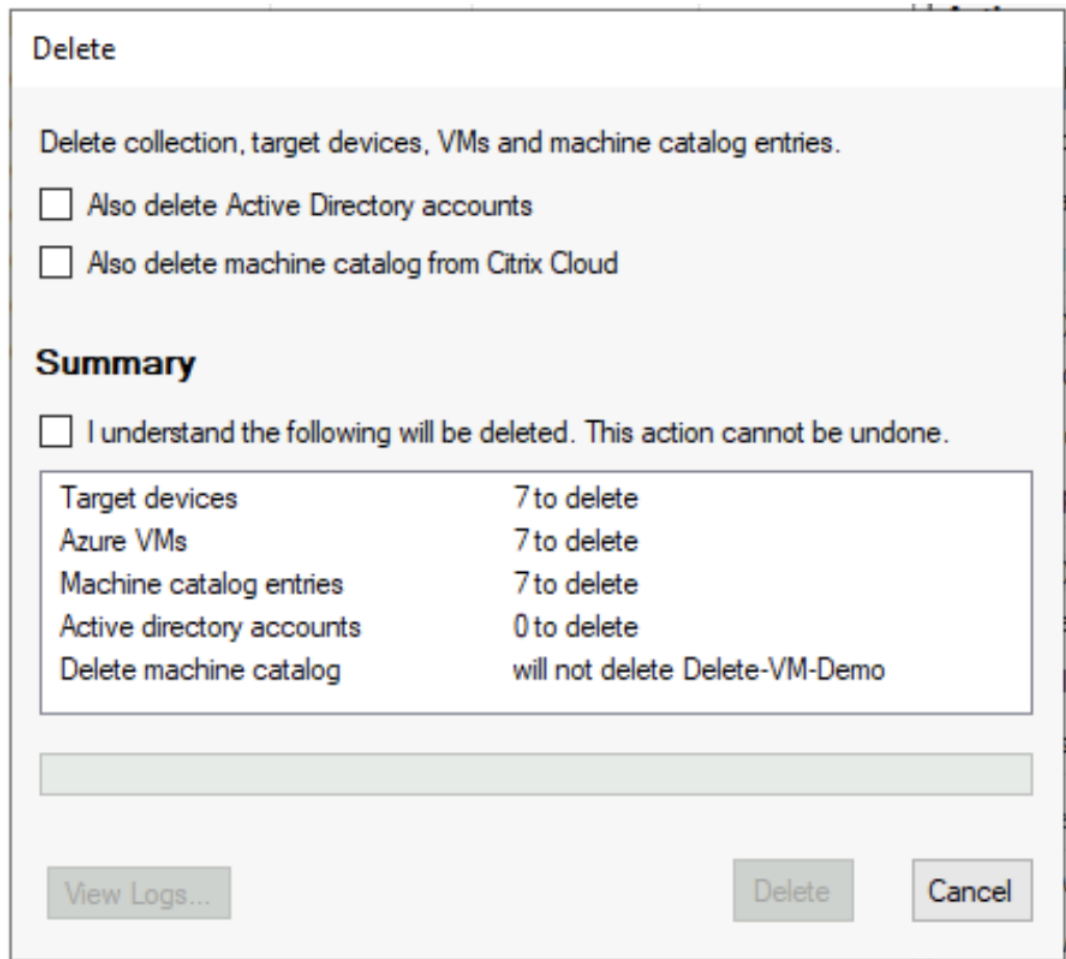 Delete
Delete collection, target devices, VMs and machine catalog entries.
Also delete Active Directory accounts
Also delete machine catalog from Citrix Cloud
Summary
I understand the following will be deleted. This action cannot be undone.
Target devices 7 to delete
Azure VMs 7 to delete
Machine catalog entries 7 to delete
Active directory accounts 0 to delete
Delete machine catalog will not delete Delete-VM-Demo
View Logs... Delete Cancel